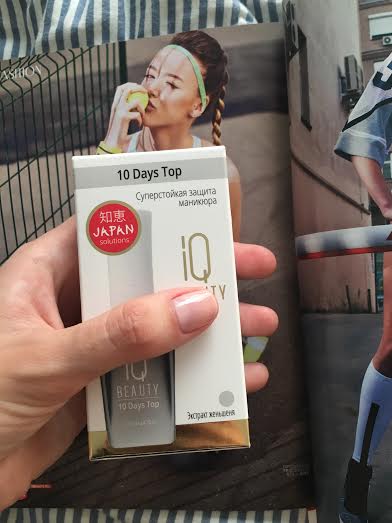 FASHION
10 Days Top
Суперстойкая защита
маникюра
知恵
JAPAN
solutions
iQ
iQ
BEAUTY
10 Days Top
Экстракт женьшеня